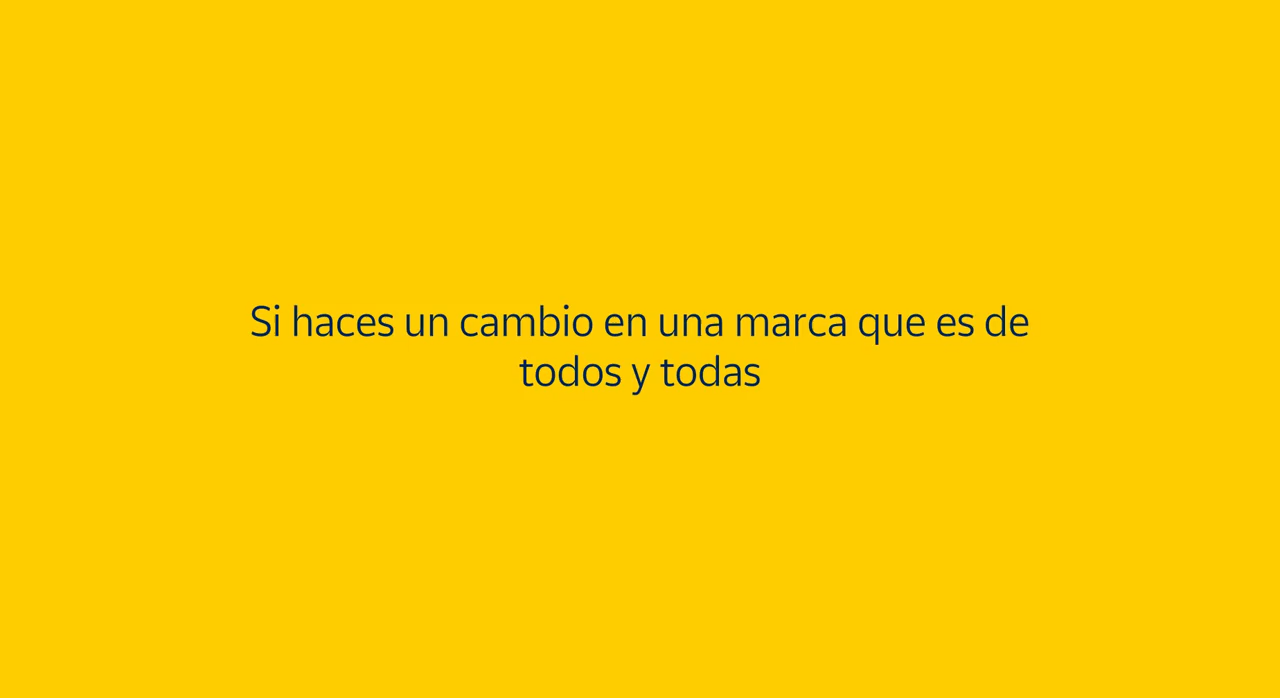 Si haces un cambio en una marca que es de
todos y todas